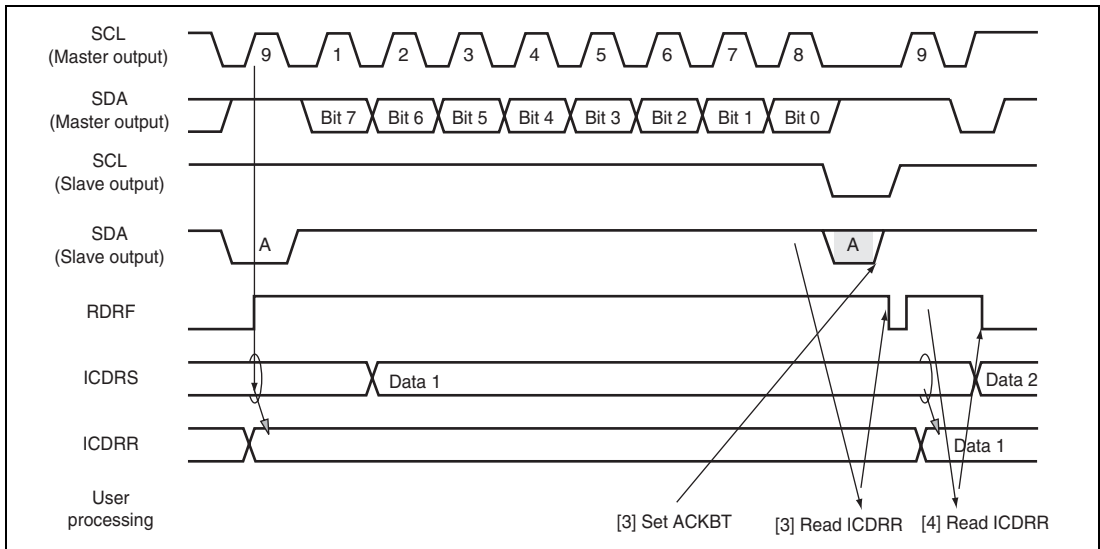 SCL
(Master output)
9 1 2 3 4 5 6 7 8 9
SDA
(Master output)
Bit 7 Bit 6 Bit 5 Bit 4 Bit 3 Bit 2 Bit 1 Bit 0
SCL
(Slave output)
SDA
(Slave output)
A A
RDRF
ICDRS
Data 1 Data 2
ICDRR
Data 1
User
processing
[3] Set ACKBT [3] Read ICDRR [4] Read ICDRR